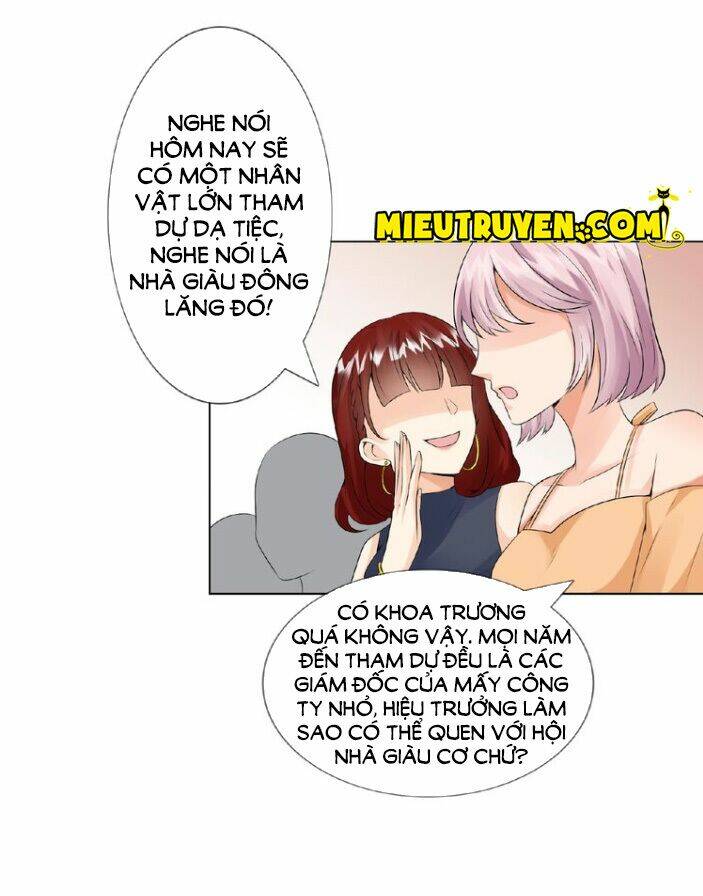 NGHE NÓI
HÔM NAY SẼ
CÓ MỘT NHÂN
VẬT LỚN THAM
DỰ DẠ TIỆC,
NGHE NÓI LÀ
NHÀ GIÀU ĐÔNG
LĂNG ĐÓ!
MIEUTRUYEN.COM
CÓ KHOA TRƯƠNG
QUÁ KHÔNG VẬY. MỌI NĂM
ĐẾN THAM DỰ ĐỀU LÀ CÁC
GIÁM ĐỐC CỦA MẤY CÔNG
TY NHỎ, HIỆU TRƯỞNG LÀM
SAO CÓ THỂ QUEN VỚI HỘI
NHÀ GIÀU CƠ CHỨ?